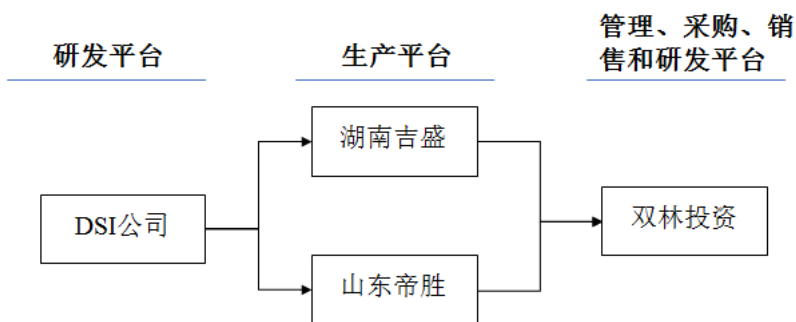 研发平台
生产平台
管理、采购、销
售和研发平台
湖南吉盛
DSI公司
双林投资
山东帝胜